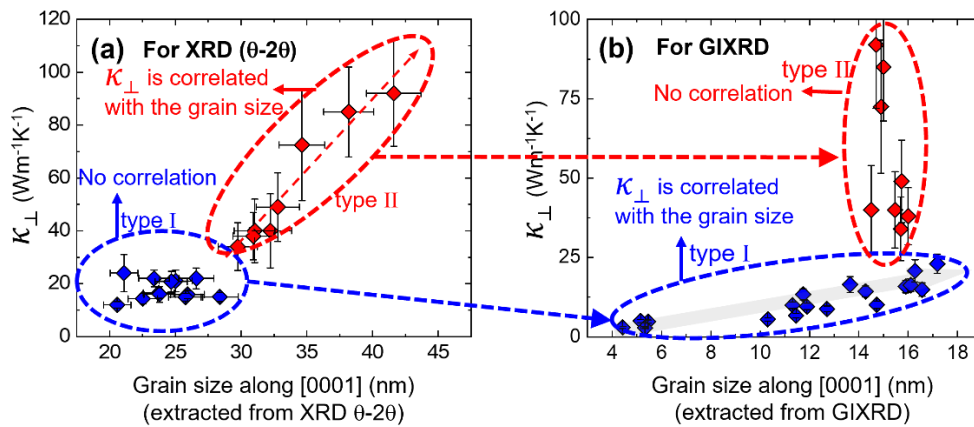 (a) For XRD (θ-2θ)
κ⊥ is correlated
with the grain size
No correlation
type I
type II
κ⊥ (Wm-1K-1)
0
20
40
60
80
100
20
25
30
35
40
45
Grain size along [0001] (nm)
(extracted from XRD θ-2θ)
(b) For GIXRD
type II
No correlation
κ⊥ is correlated
with the grain size
type I
κ⊥ (Wm-1K-1)
0
25
50
75
100
4
6
8
10
12
14
16
18
Grain size along [0001] (nm)
(extracted from GIXRD)